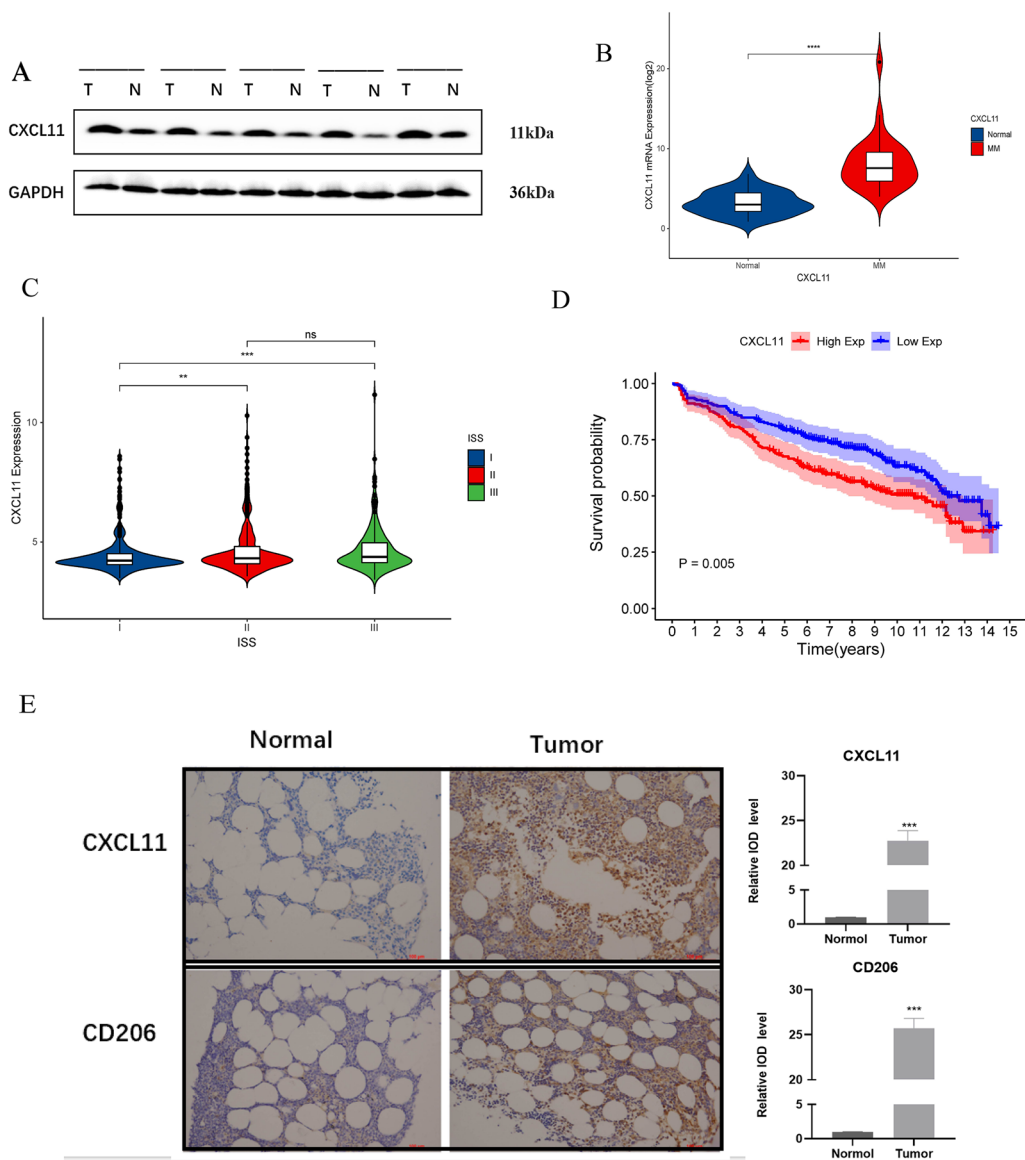 A
T N T N T N T N T N
CXCL11 11kDa
GAPDH 36kDa
B
CXCL11 mRNA Expresssion(log2)
20
10
0
****
Normal MM
CXCL11
CXCL11
Normal
MM
C
CXCL11 Expresssion
10
5
ns
***
**
I II III
ISS
ISS
I
II
III
D
CXCL11 High Exp Low Exp
Survival probability
1.00
0.75
0.50
0.25
0.00
P = 0.005
0 1 2 3 4 5 6 7 8 9 10 11 12 13 14 15
Time(years)
E
Normal Tumor
CXCL11
CD206
CXCL11
Relative IOD level
30
25
20
5
0
***
Normol Tumor
CD206
Relative IOD level
30
25
20
5
0
***
Normol Tumor